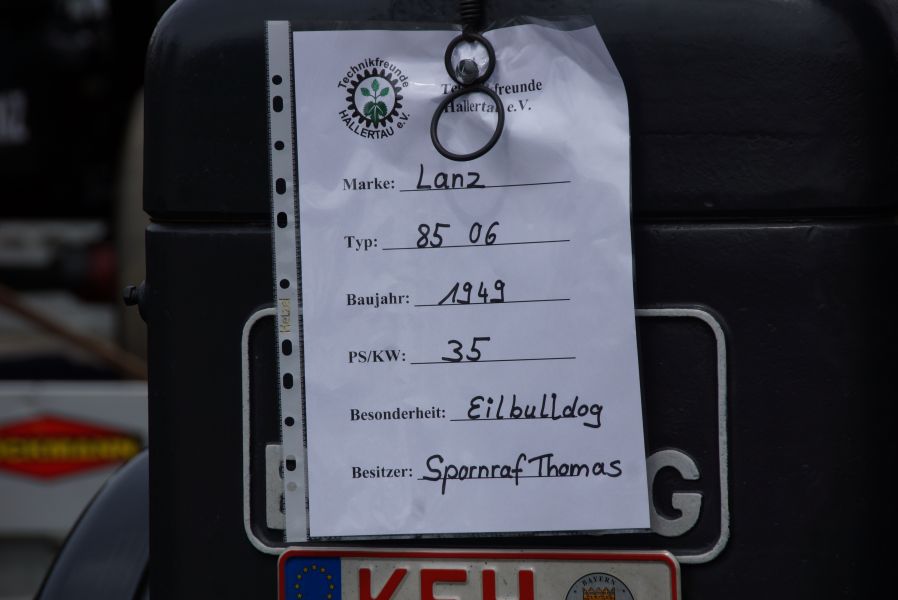 Technikfreunde
HALLERTAU e.V.
Hallertau e.V.
Marke: Lanz
Typ: 85 06
Baujahr: 1949
PS/KW: 35
Besonderheit: Eilbulldog
Besitzer: Spornraf Thomas
G
KEH
BAYERN